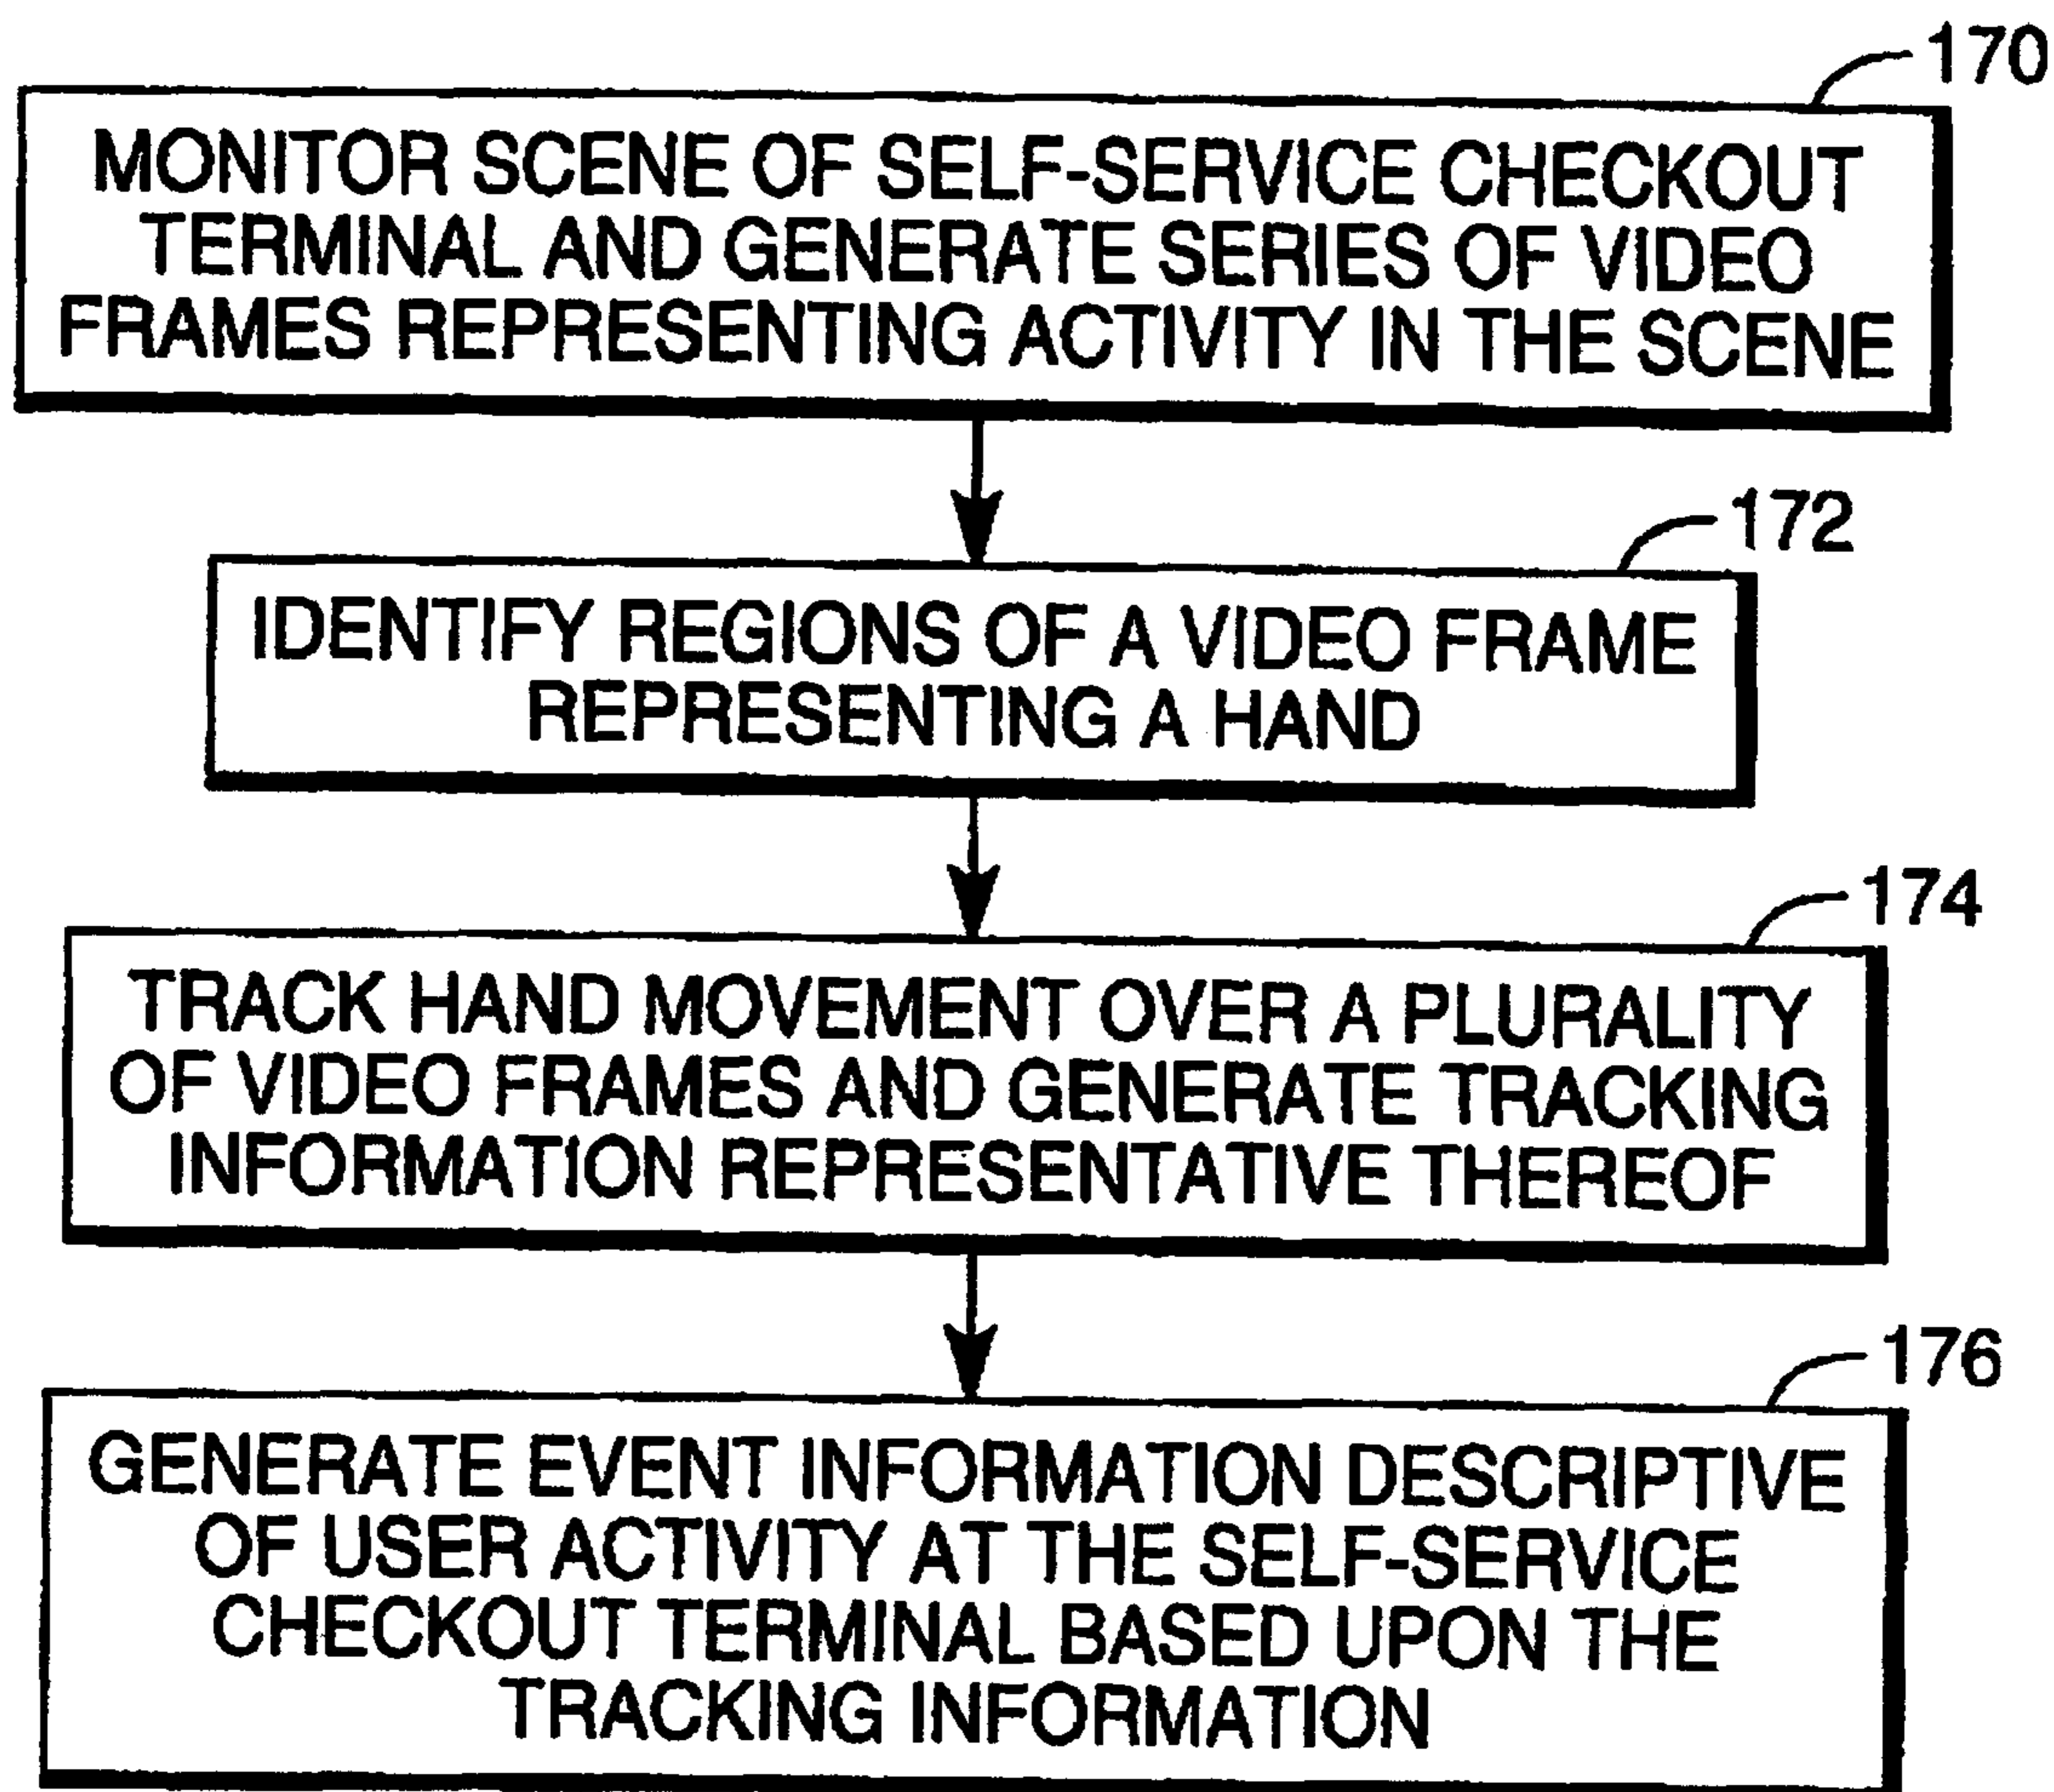 170
MONITOR SCENE OF SELF-SERVICE CHECKOUT
TERMINAL AND GENERATE SERIES OF VIDEO
FRAMES REPRESENTING ACTIVITY IN THE SCENE
172
IDENTIFY REGIONS OF A VIDEO FRAME
REPRESENTING A HAND
174
TRACK HAND MOVEMENT OVER A PLURALITY
OF VIDEO FRAMES AND GENERATE TRACKING
INFORMATION REPRESENTATIVE THEREOF
176
GENERATE EVENT INFORMATION DESCRIPTIVE
OF USER ACTIVITY AT THE SELF-SERVICE
CHECKOUT TERMINAL BASED UPON THE
TRACKING INFORMATION